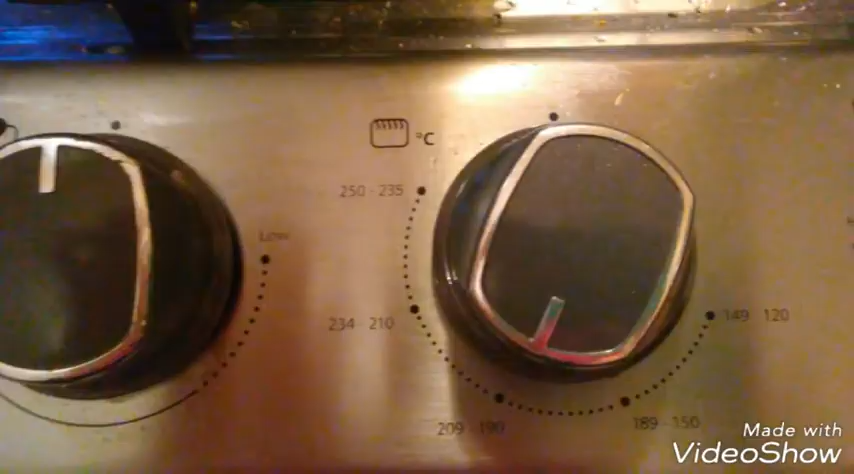 °C
250 - 235
Low
234 - 210
149 120
209 - 190
189 - 150
Made with
VideoShow